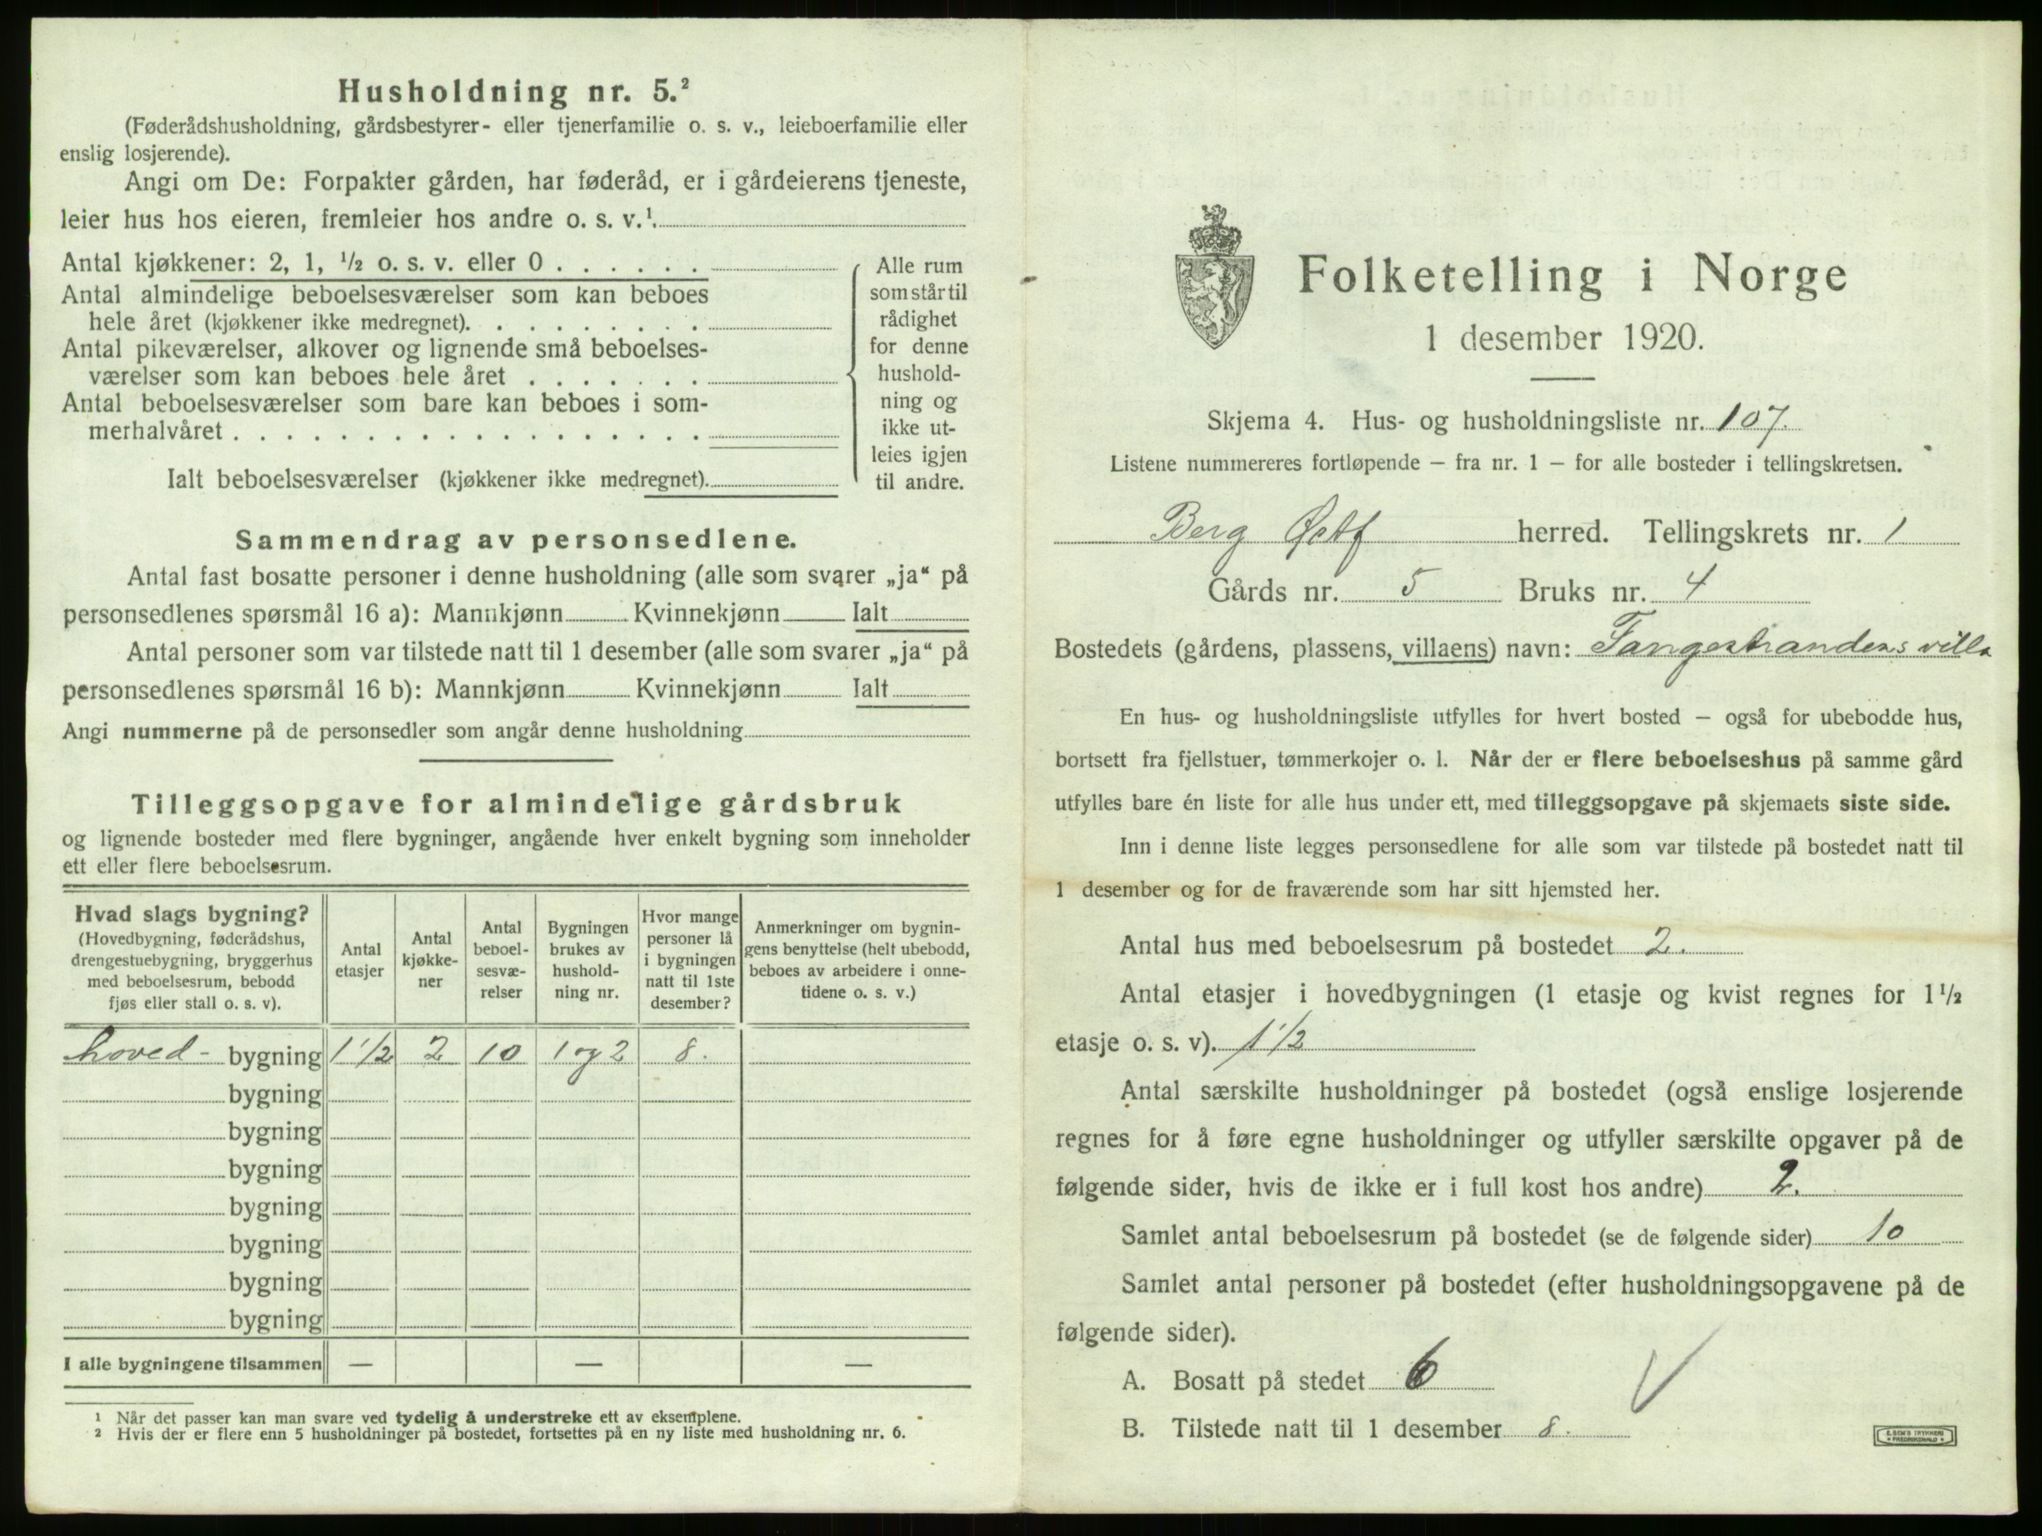 Husholdning nr. 5.²
(Føderådshusholdning, gårdsbestyrer- eller tjenerfamilie o. s. v., leieboerfamilie eller
enslig losjerende).
Angi om De: Forpakter gården, har føderåd, er i gårdeierens tjeneste,
leier hus hos eieren, fremleier hos andre o. s. v.¹
Antal kjøkkener: 2, 1, ½ o. s. v. eller 0 . . . . . .
Antal almindelige beboelsesværelser som kan beboes
hele året (kjøkkener ikke medregnet). . . . . . . . .
Antal pikeværelser, alkover og lignende små beboelses-
værelser som kan beboes hele året . . . . . . .
Antal beboelsesværelser som bare kan beboes i som-
merhalvåret . . . . . . . . . . . . . . . . . .
Ialt beboelsesværelser (kjøkkener ikke medregnet).
Alle rum
som står til
rådighet
for denne
hushold-
ning og
ikke ut-
leies igjen
til andre.
Sammendrag av personsedlene.
Antal fast bosatte personer i denne husholdning (alle som svarer „ja“ på
personsedlenes spørsmål 16 a): Mannkjønn Kvinnekjønn Ialt
Antal personer som var tilstede natt til 1 desember (alle som svarer „ja“ på
personsedlenes spørsmål 16 b): Mannkjønn Kvinnekjønn Ialt
Angi nummerne på de personsedler som angår denne husholdning
Tilleggsopgave for almindelige gårdsbruk
og lignende bosteder med flere bygninger, angående hver enkelt bygning som inneholder
ett eller flere beboelsesrum.
Hvad slags bygning?
(Hovedbygning, føderådshus,
drengestuebygning, bryggerhus
med beboelsesrum, bebodd
fjøs eller stall o. s. v).
Antal
etasjer
Antal
kjøkke-
ner
Antal
beboel-
sesvæ-
relser
Bygningen
brukes av
hushold-
ning nr.
Hvor mange
personer lå
i bygningen
natt til 1ste
desember?
Anmerkninger om bygnin-
gens benyttelse (helt ubebodd,
beboes av arbeidere i onne-
tidene o. s. v.)
hoved- bygning 1 1/2 2 10 1 og 2 8.
bygning
bygning
bygning
bygning
bygning
bygning
bygning
I alle bygningene tilsammen — — —
¹ Når det passer kan man svare ved tydelig å understreke ett av eksemplene.
² Hvis der er flere enn 5 husholdninger på bostedet, fortsettes på en ny liste med husholdning nr. 6.
Folketelling i Norge
1 desember 1920.
Skjema 4. Hus- og husholdningsliste nr. 107.
Listene nummereres fortløpende — fra nr. 1 — for alle bosteder i tellingskretsen.
Berg Østf herred. Tellingskrets nr. 1
Gårds nr. 5 Bruks nr. 4
Bostedets (gårdens, plassens, villaens) navn: Tangestrandens villa
En hus- og husholdningsliste utfylles for hvert bosted — også for ubebodde hus,
bortsett fra fjellstuer, tømmerkojer o. l. Når der er flere beboelseshus på samme gård
utfylles bare én liste for alle hus under ett, med tilleggsopgave på skjemaets siste side.
Inn i denne liste legges personsedlene for alle som var tilstede på bostedet natt til
1 desember og for de fraværende som har sitt hjemsted her.
Antal hus med beboelsesrum på bostedet 2.
Antal etasjer i hovedbygningen (1 etasje og kvist regnes for 1½
etasje o. s. v). 1 1/2
Antal særskilte husholdninger på bostedet (også enslige losjerende
regnes for å føre egne husholdninger og utfyller særskilte opgaver på de
følgende sider, hvis de ikke er i full kost hos andre) 2.
Samlet antal beboelsesrum på bostedet (se de følgende sider) 10
Samlet antal personer på bostedet (efter husholdningsopgavene på de
følgende sider).
A. Bosatt på stedet 6
B. Tilstede natt til 1 desember 8.